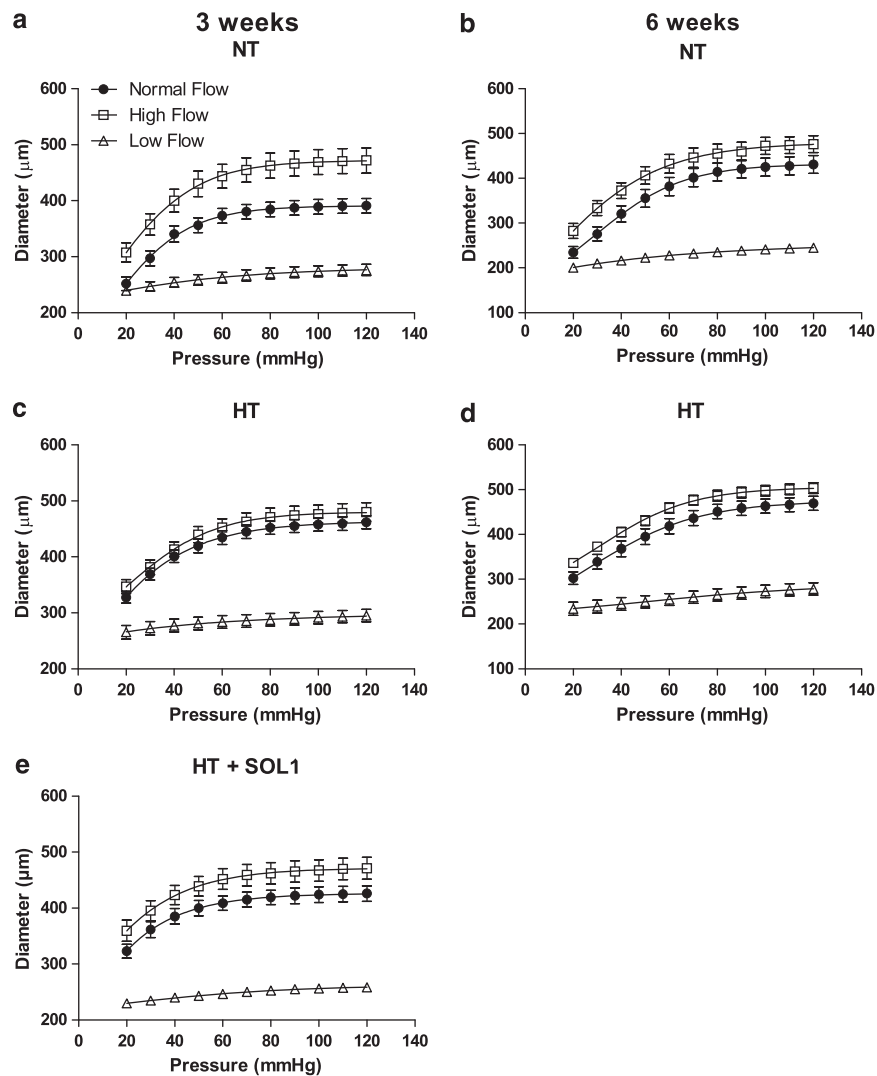 a
3 weeks
NT
600
500
400
300
200
Diameter (μm)
Normal Flow
High Flow
Low Flow
0 20 40 60 80 100 120 140
Pressure (mmHg)
b
6 weeks
NT
600
500
400
300
200
100
Diameter (μm)
0 20 40 60 80 100 120 140
Pressure (mmHg)
c
HT
600
500
400
300
200
Diameter (μm)
0 20 40 60 80 100 120 140
Pressure (mmHg)
d
HT
600
500
400
300
200
100
Diameter (μm)
0 20 40 60 80 100 120 140
Pressure (mmHg)
e
HT + SOL1
600
500
400
300
200
Diameter (μm)
0 20 40 60 80 100 120 140
Pressure (mmHg)